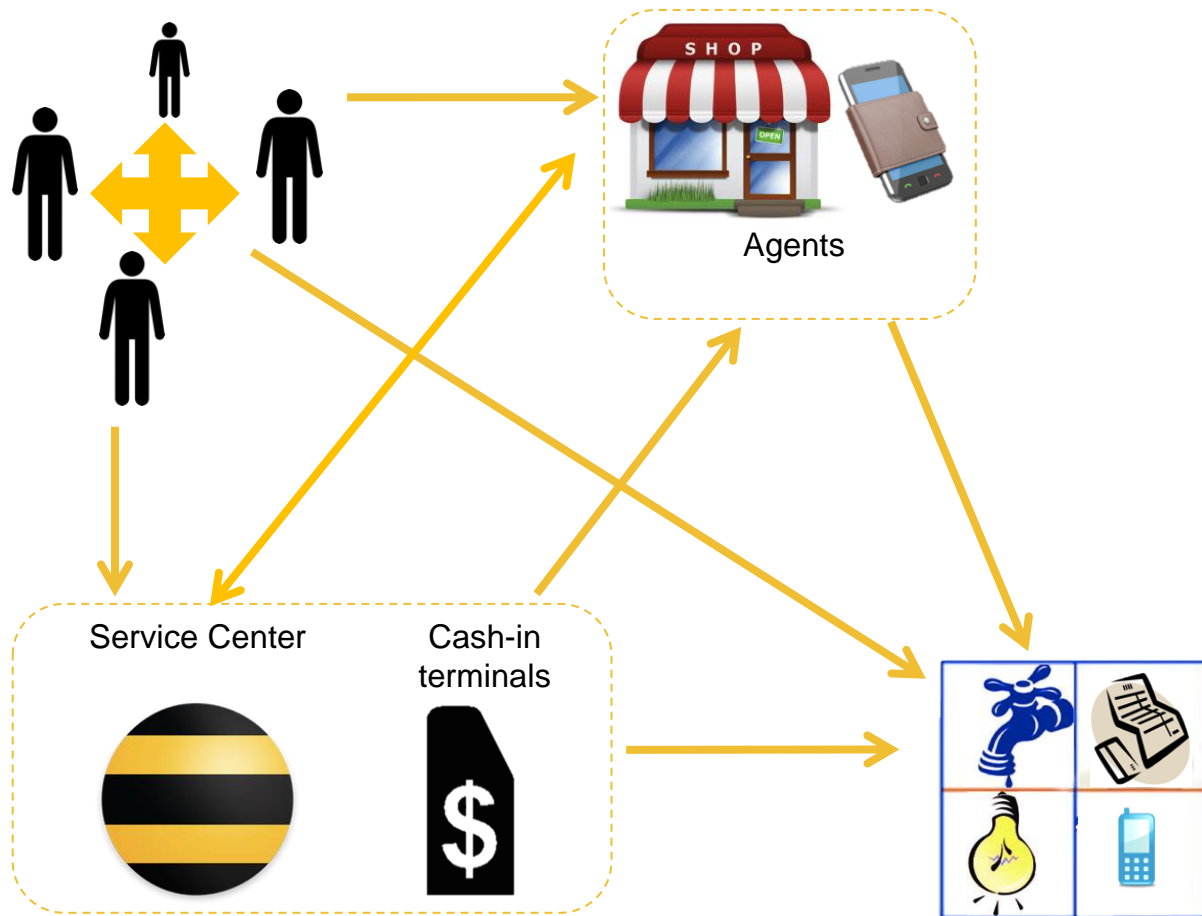 SHOP
OPEN
Agents
Service Center
Cash-in
terminals
$